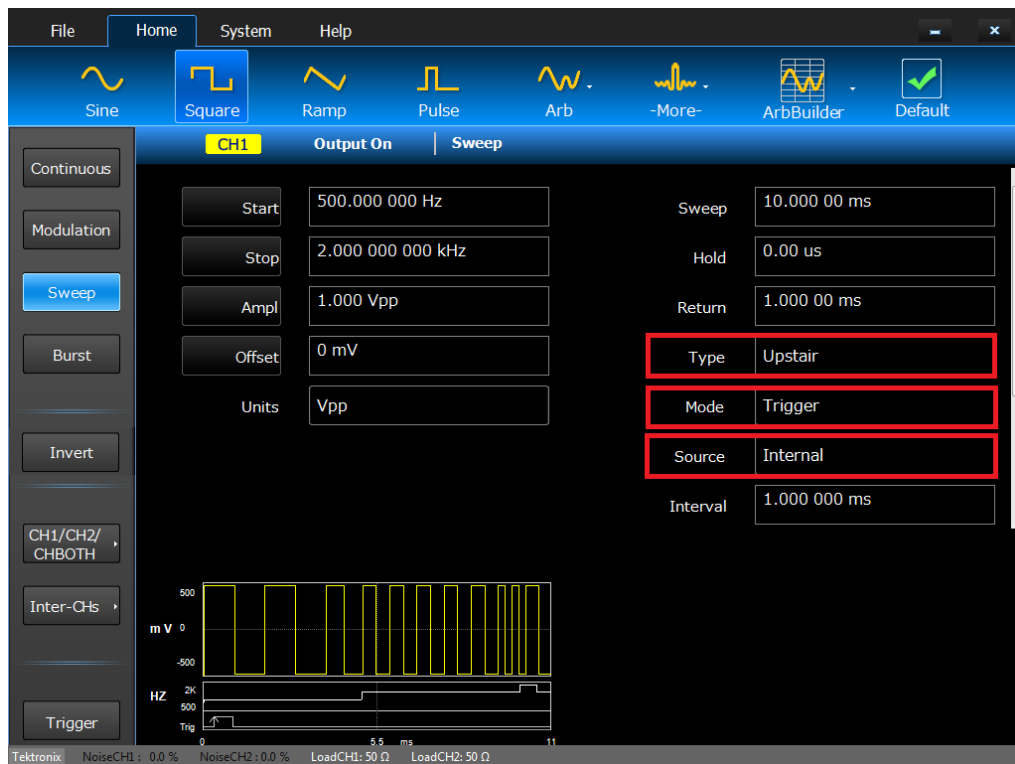 File Home System Help
Sine Square Ramp Pulse Arb -More- ArbBuilder Default
CH1 Output On Sweep
Continuous
Modulation
Sweep
Burst
Invert
CH1/CH2/
CHBOTH
Inter-CHs
Trigger
Start 500.000 000 Hz
Stop 2.000 000 000 kHz
Ampl 1.000 Vpp
Offset 0 mV
Units Vpp
Sweep 10.000 00 ms
Hold 0.00 us
Return 1.000 00 ms
Type Upstair
Mode Trigger
Source Internal
Interval 1.000 000 ms
500
m V 0
-500
HZ 2K
500
Trig
0 5.5 ms 11
Tektronix NoiseCH1 : 0.0 % NoiseCH2 : 0.0 % LoadCH1: 50 Ω LoadCH2: 50 Ω